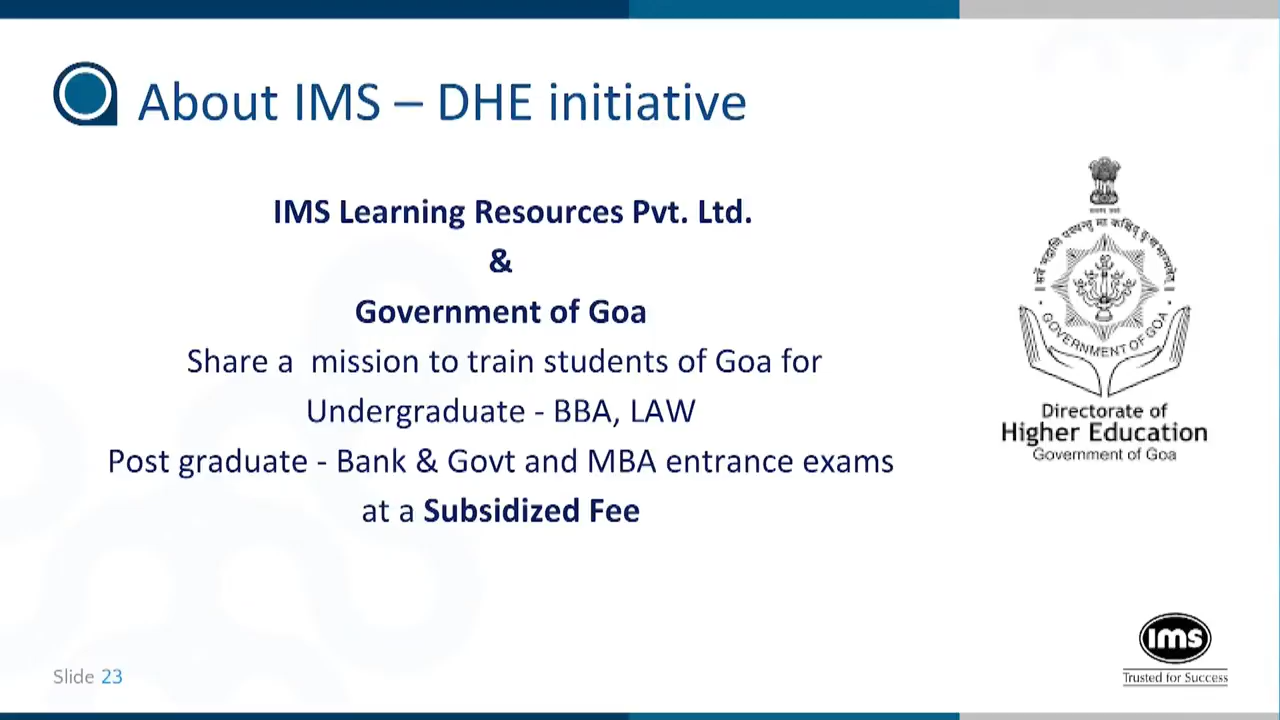 About IMS – DHE initiative
IMS Learning Resources Pvt. Ltd.
&
Government of Goa
Share a  mission to train students of Goa for
Undergraduate - BBA, LAW
Post graduate - Bank & Govt and MBA entrance exams
at a Subsidized Fee
GOVERNMENT OF GOA
Directorate of
Higher Education
Government of Goa
ims
Trusted for Success
Slide 23